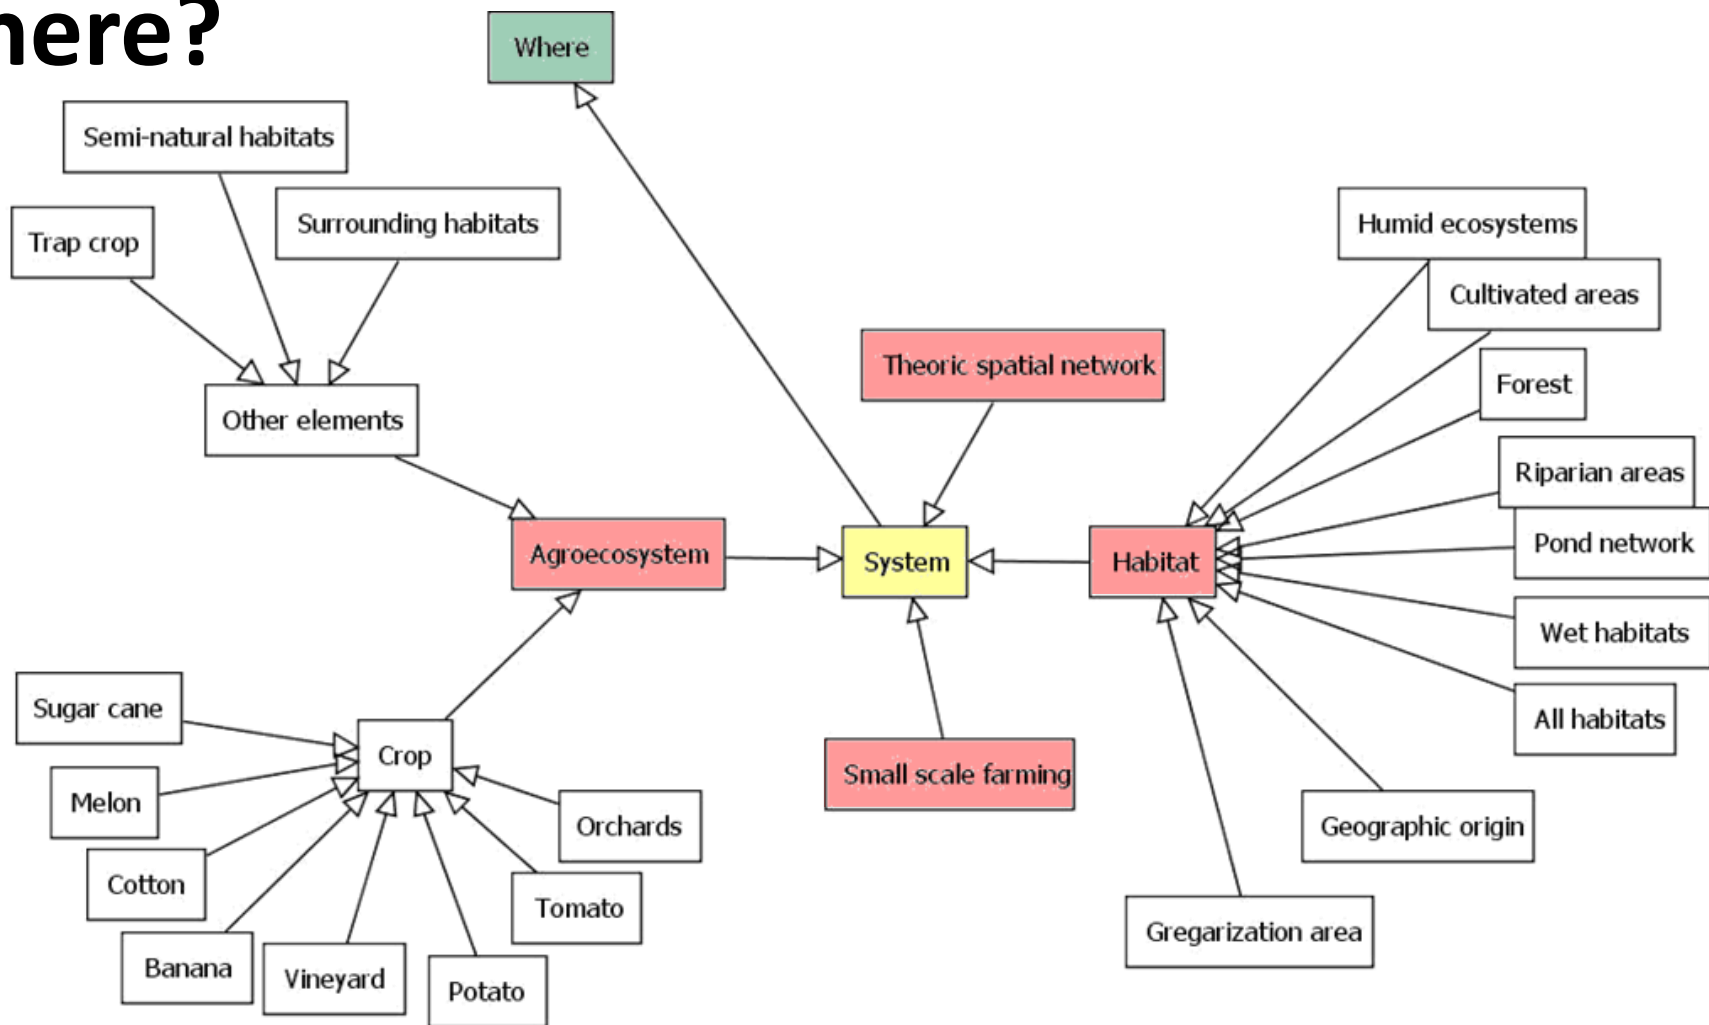 here?
Where
Semi-natural habitats
Surrounding habitats
Trap crop
Other elements
Humid ecosystems
Cultivated areas
Forest
Riparian areas
Pond network
Wet habitats
All habitats
Theoric spatial network
Agroecosystem
System
Habitat
Small scale farming
Geographic origin
Gregarization area
Sugar cane
Crop
Melon
Cotton
Banana
Vineyard
Potato
Tomato
Orchards